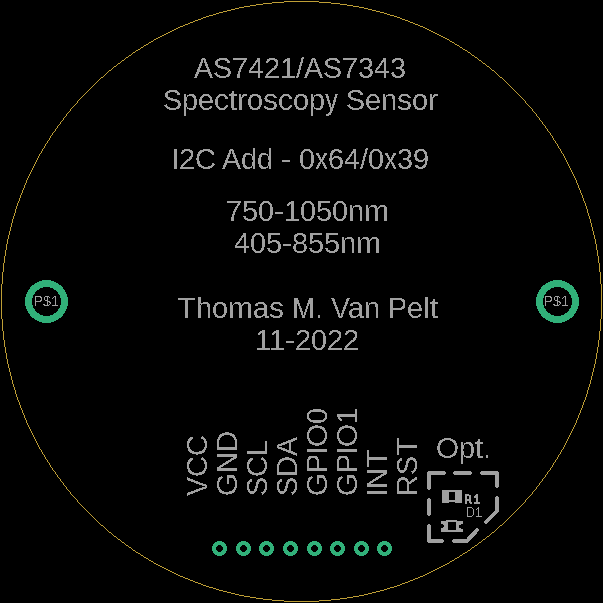 AS7421/AS7343
Spectroscopy Sensor
I2C Add - 0x64/0x39
750-1050nm
405-855nm
P$1
P$1
Thomas M. Van Pelt
11-2022
VCC
GND
SCL
SDA
GPIO0
GPIO1
INT
RST
Opt.
R1
D1